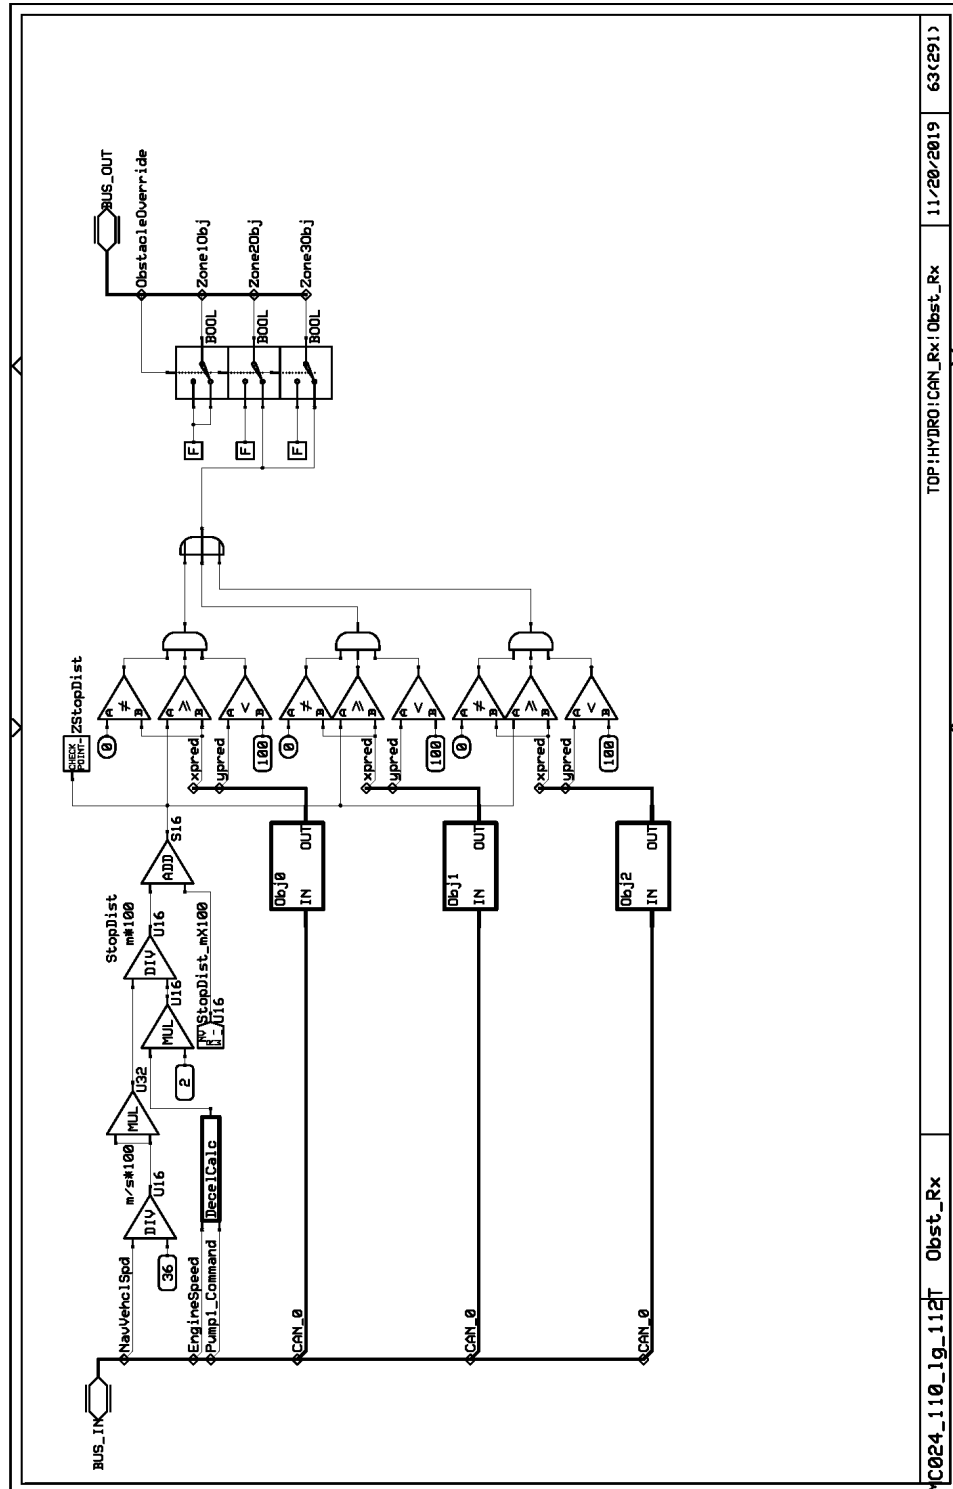 BUS_IN
NavVehclSpd
36
DIV
U16
m/s*100
MUL
U32
EngineSpeed
Pump1_Command
DecelCalc
2
MUL
U16
DIV
U16
StopDist
m*100
StopDist_mX100
U16
ADD
S16
CHECK
POINT
ZStopDist
CAN_0
Obj0
IN
OUT
xpred
ypred
0
A
≠
B
A
≥
B
100
A
<
B
CAN_0
Obj1
IN
OUT
xpred
ypred
0
A
≠
B
A
≥
B
100
A
<
B
CAN_0
Obj2
IN
OUT
xpred
ypred
0
A
≠
B
A
≥
B
100
A
<
B
F
F
F
BOOL
BOOL
BOOL
BUS_OUT
ObstacleOverride
Zone1Obj
Zone2Obj
Zone3Obj
MC024_110_lg_112T
Obst_Rx
TOP!HYDRO!CAN_Rx!Obst_Rx
11/20/2019
63(291)